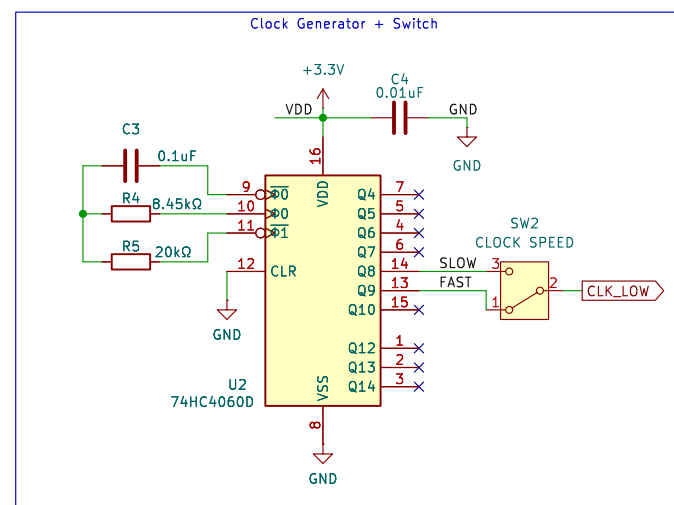 Clock Generator + Switch
+3.3V
C4
0.01uF
VDD
GND
GND
C3
0.1uF
R4
8.45kΩ
R5
20kΩ
16
VDD
9
Φ0
10
Φ0
11
Φ1
12
CLR
GND
Q4
7
Q5
5
Q6
4
Q7
6
Q8
14
SLOW
Q9
13
FAST
Q10
15
Q12
1
Q13
2
Q14
3
SW2
CLOCK SPEED
3
2
1
CLK_LOW
U2
74HC4060D
VSS
8
GND